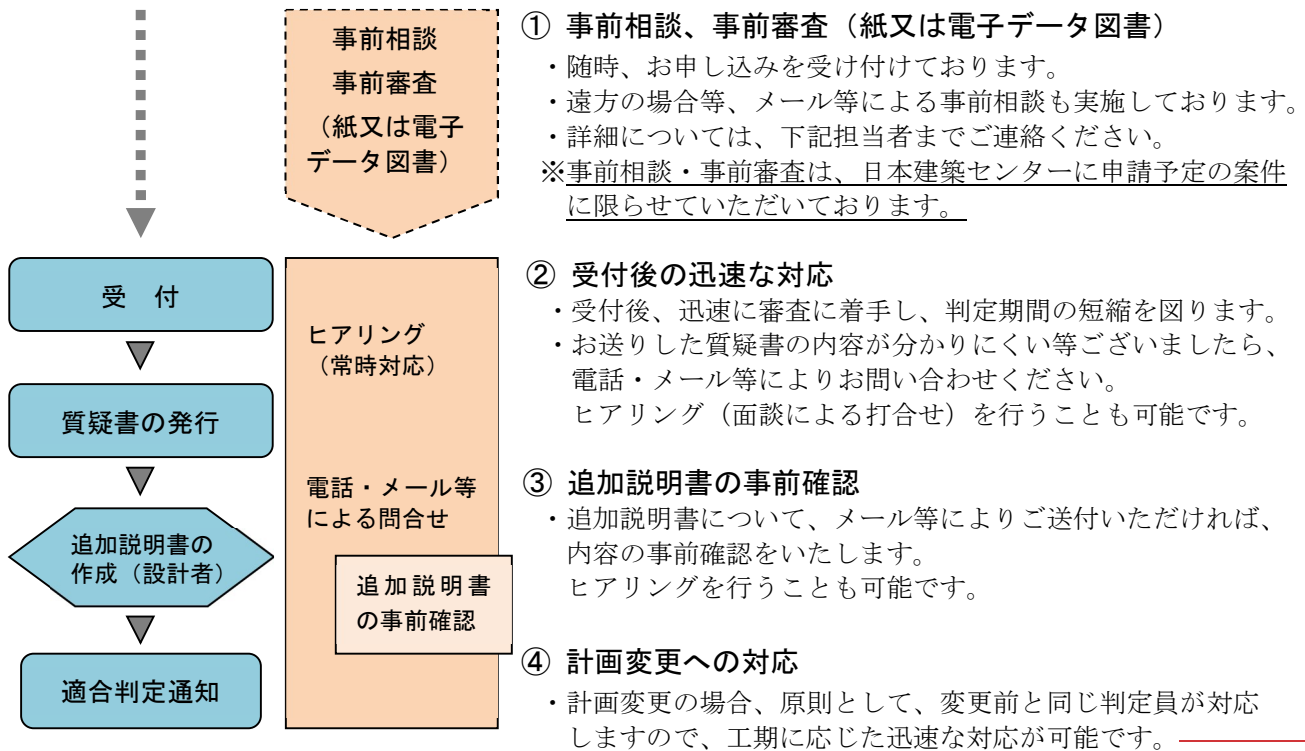 事前相談
事前審査
（紙又は電子
データ図書）
受　付
質疑書の発行
追加説明書の
作成（設計者）
適合判定通知
ヒアリング
（常時対応）
電話・メール等
による問合せ
追加説明書
の事前確認
① 事前相談、事前審査（紙又は電子データ図書）
・随時、お申し込みを受け付けております。
・遠方の場合等、メール等による事前相談も実施しております。
・詳細については、下記担当者までご連絡ください。
※事前相談・事前審査は、日本建築センターに申請予定の案件
に限らせていただいております。
② 受付後の迅速な対応
・受付後、迅速に審査に着手し、判定期間の短縮を図ります。
・お送りした質疑書の内容が分かりにくい等ございましたら、
電話・メール等によりお問い合わせください。
ヒアリング（面談による打合せ）を行うことも可能です。
③ 追加説明書の事前確認
・追加説明書について、メール等によりご送付いただければ、
内容の事前確認をいたします。
ヒアリングを行うことも可能です。
④ 計画変更への対応
・計画変更の場合、原則として、変更前と同じ判定員が対応
しますので、工期に応じた迅速な対応が可能です。